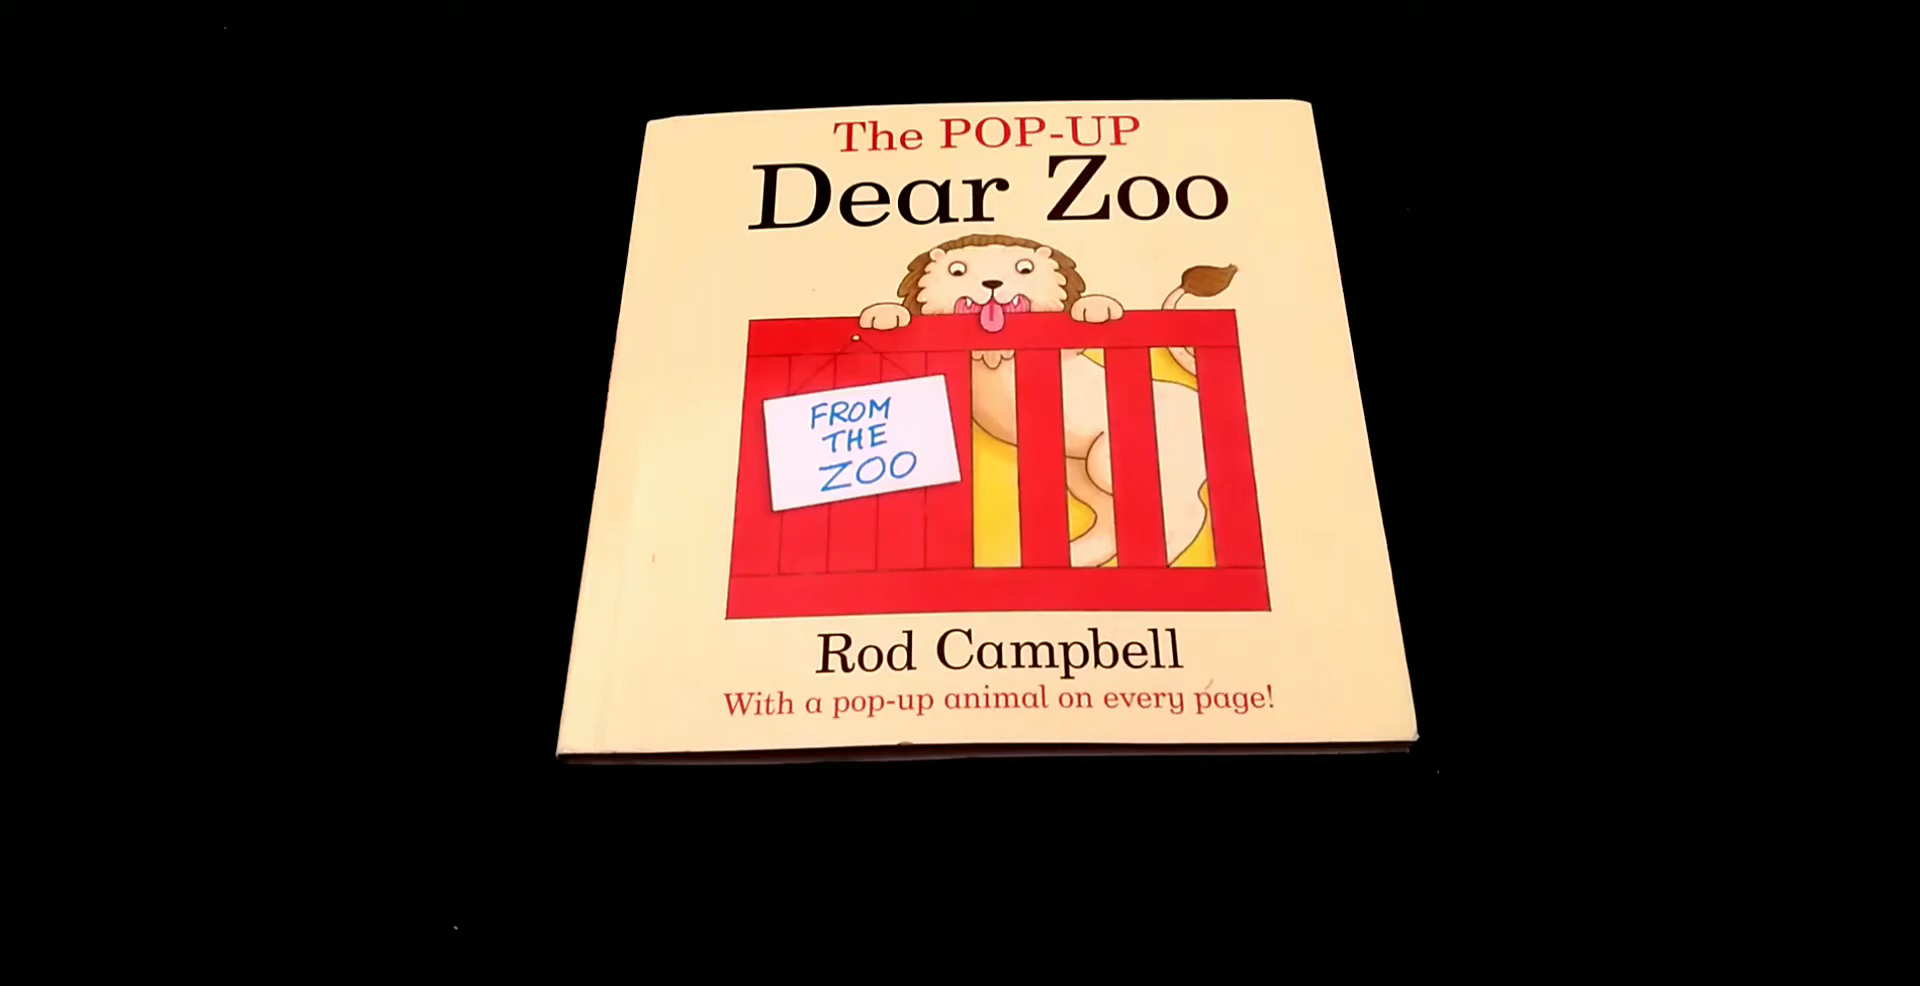 The POP-UP
Dear Zoo
FROM
THE
ZOO
Rod Campbell
With a pop-up animal on every page!